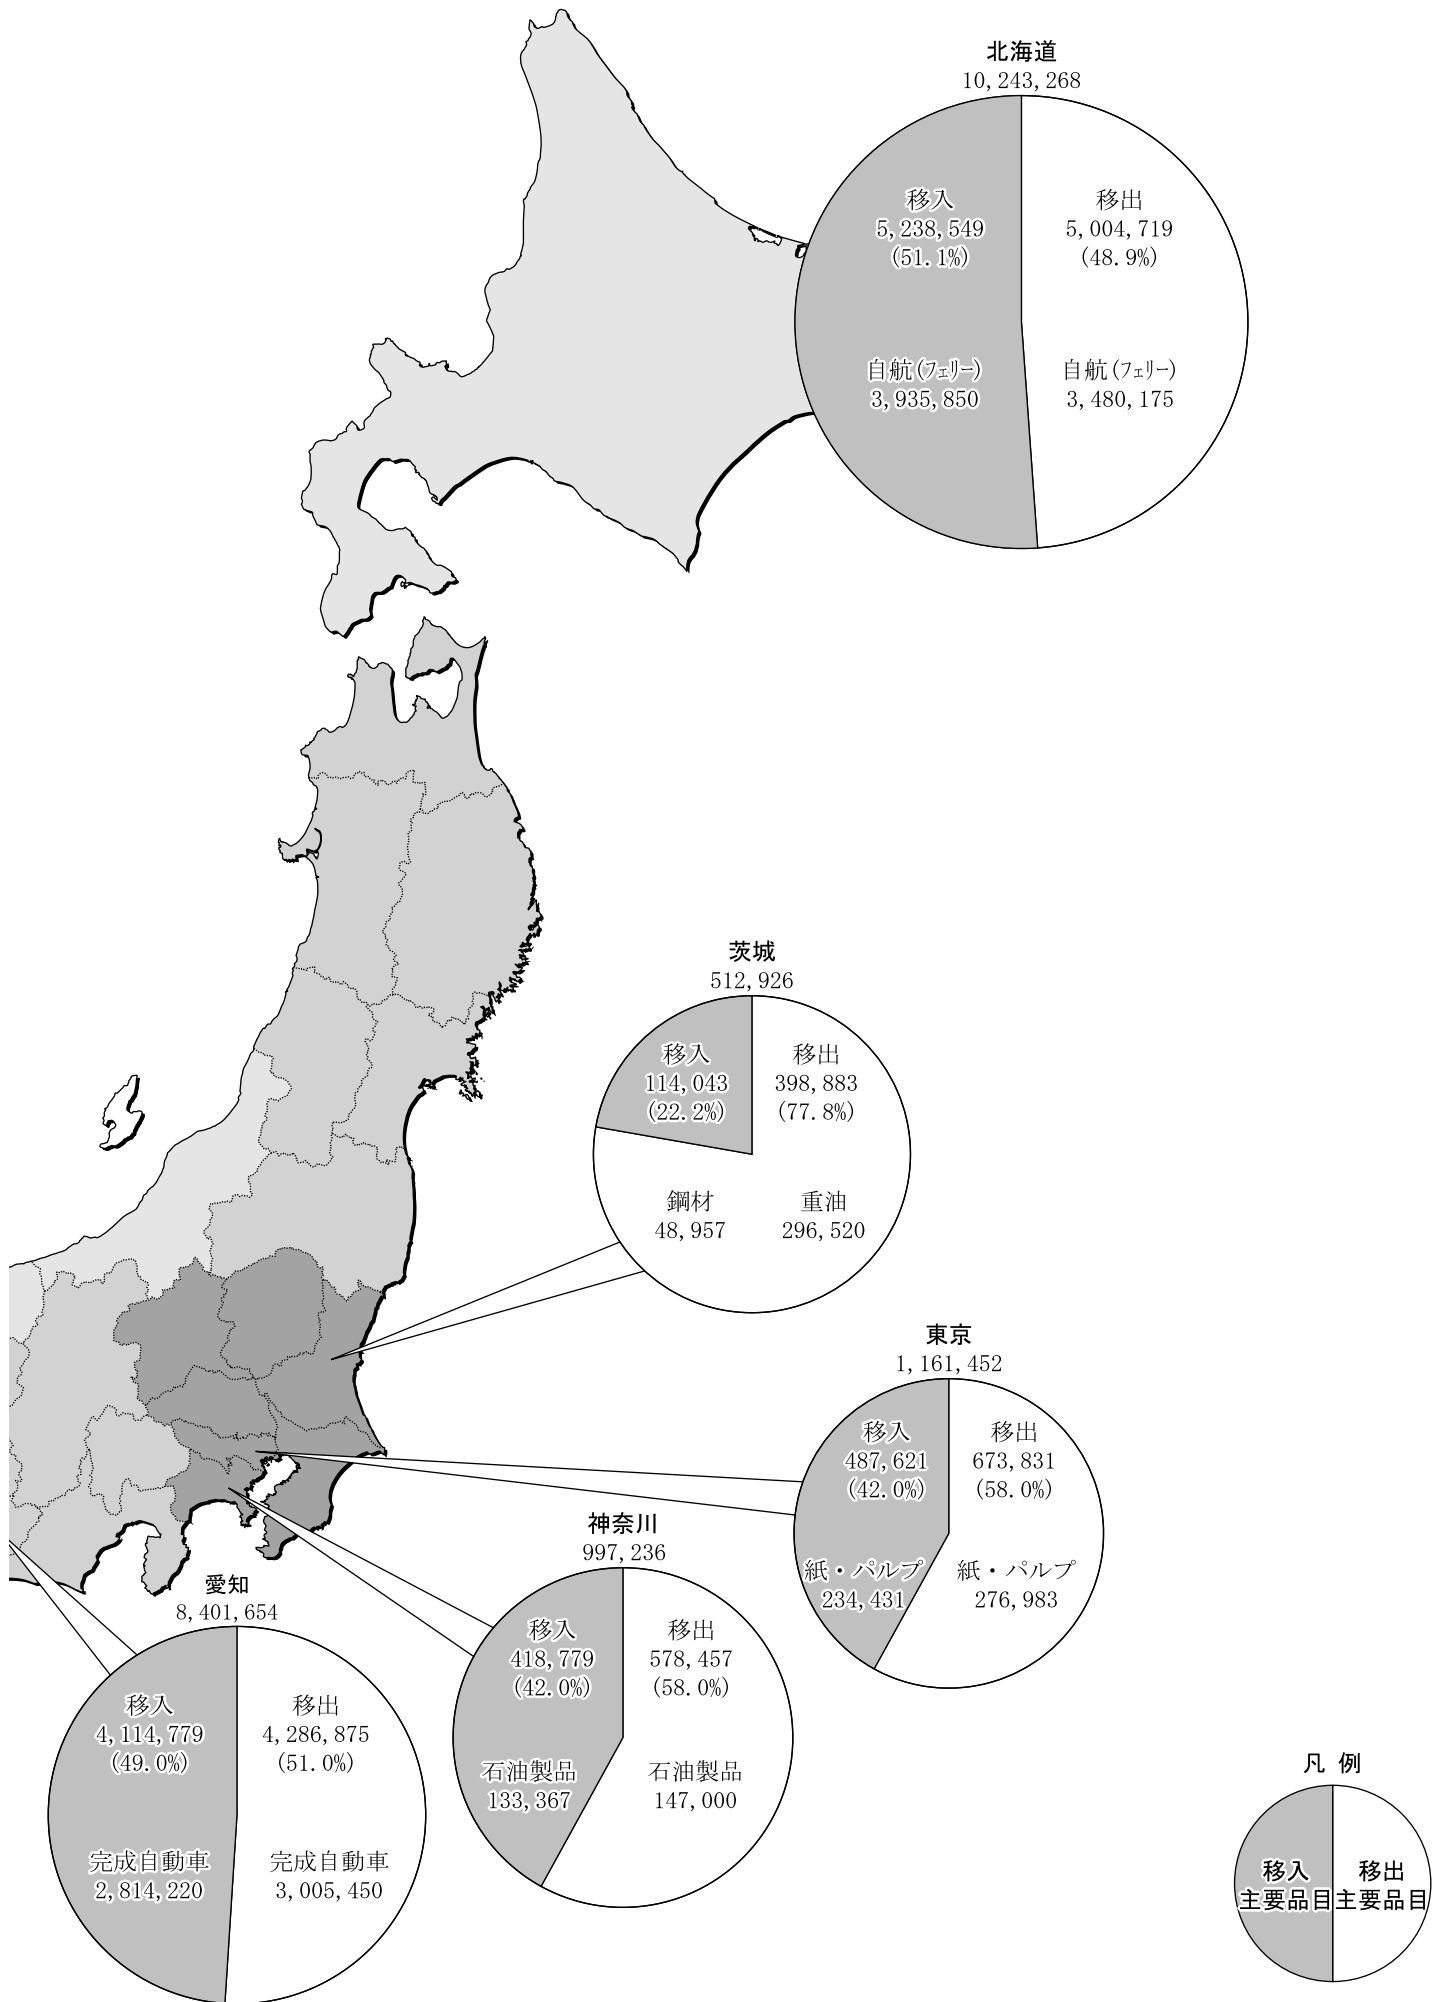 北海道
10,243,268
移入
5,238,549
(51.1%)
移出
5,004,719
(48.9%)
自航(フェリー)
3,935,850
自航(フェリー)
3,480,175
茨城
512,926
移入
114,043
(22.2%)
移出
398,883
(77.8%)
鋼材
48,957
重油
296,520
東京
1,161,452
移入
487,621
(42.0%)
移出
673,831
(58.0%)
紙・パルプ
234,431
紙・パルプ
276,983
神奈川
997,236
移入
418,779
(42.0%)
移出
578,457
(58.0%)
石油製品
133,367
石油製品
147,000
愛知
8,401,654
移入
4,114,779
(49.0%)
移出
4,286,875
(51.0%)
完成自動車
2,814,220
完成自動車
3,005,450
凡 例
移入
主要品目
移出
主要品目